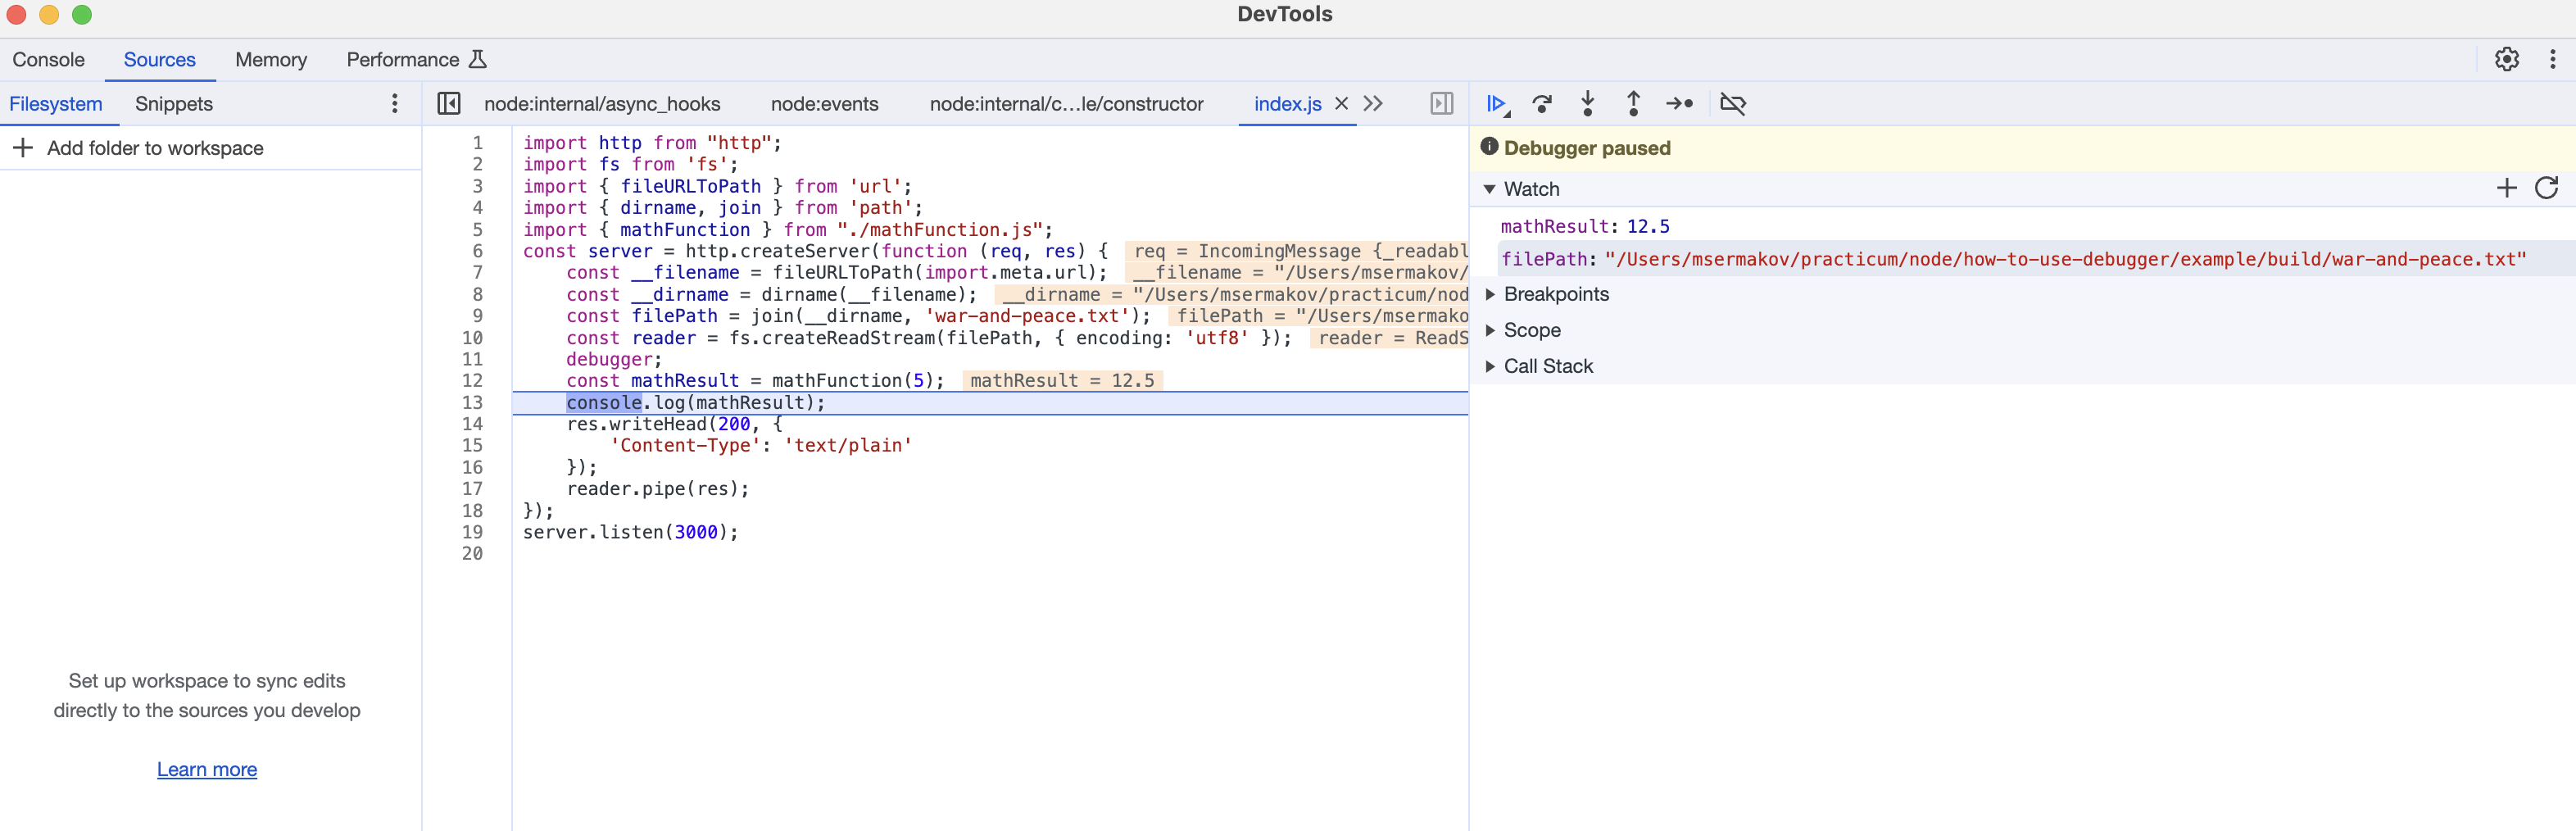 DevTools
Console Sources Memory Performance
Filesystem Snippets
Add folder to workspace
Set up workspace to sync edits
directly to the sources you develop
Learn more
node:internal/async_hooks node:events node:internal/c...le/constructor index.js
1 import http from "http";
2 import fs from 'fs';
3 import { fileURLToPath } from 'url';
4 import { dirname, join } from 'path';
5 import { mathFunction } from "./mathFunction.js";
6 const server = http.createServer(function (req, res) { req = IncomingMessage {_readabl
7 const __filename = fileURLToPath(import.meta.url); __filename = "/Users/msermakov/
8 const __dirname = dirname(__filename); __dirname = "/Users/msermakov/practicum/nod
9 const filePath = join(__dirname, 'war-and-peace.txt'); filePath = "/Users/msermako
10 const reader = fs.createReadStream(filePath, { encoding: 'utf8' }); reader = ReadS
11 debugger;
12 const mathResult = mathFunction(5); mathResult = 12.5
13 console.log(mathResult);
14 res.writeHead(200, {
15 'Content-Type': 'text/plain'
16 });
17 reader.pipe(res);
18 });
19 server.listen(3000);
20
Debugger paused
Watch
mathResult: 12.5
filePath: "/Users/msermakov/practicum/node/how-to-use-debugger/example/build/war-and-peace.txt"
Breakpoints
Scope
Call Stack